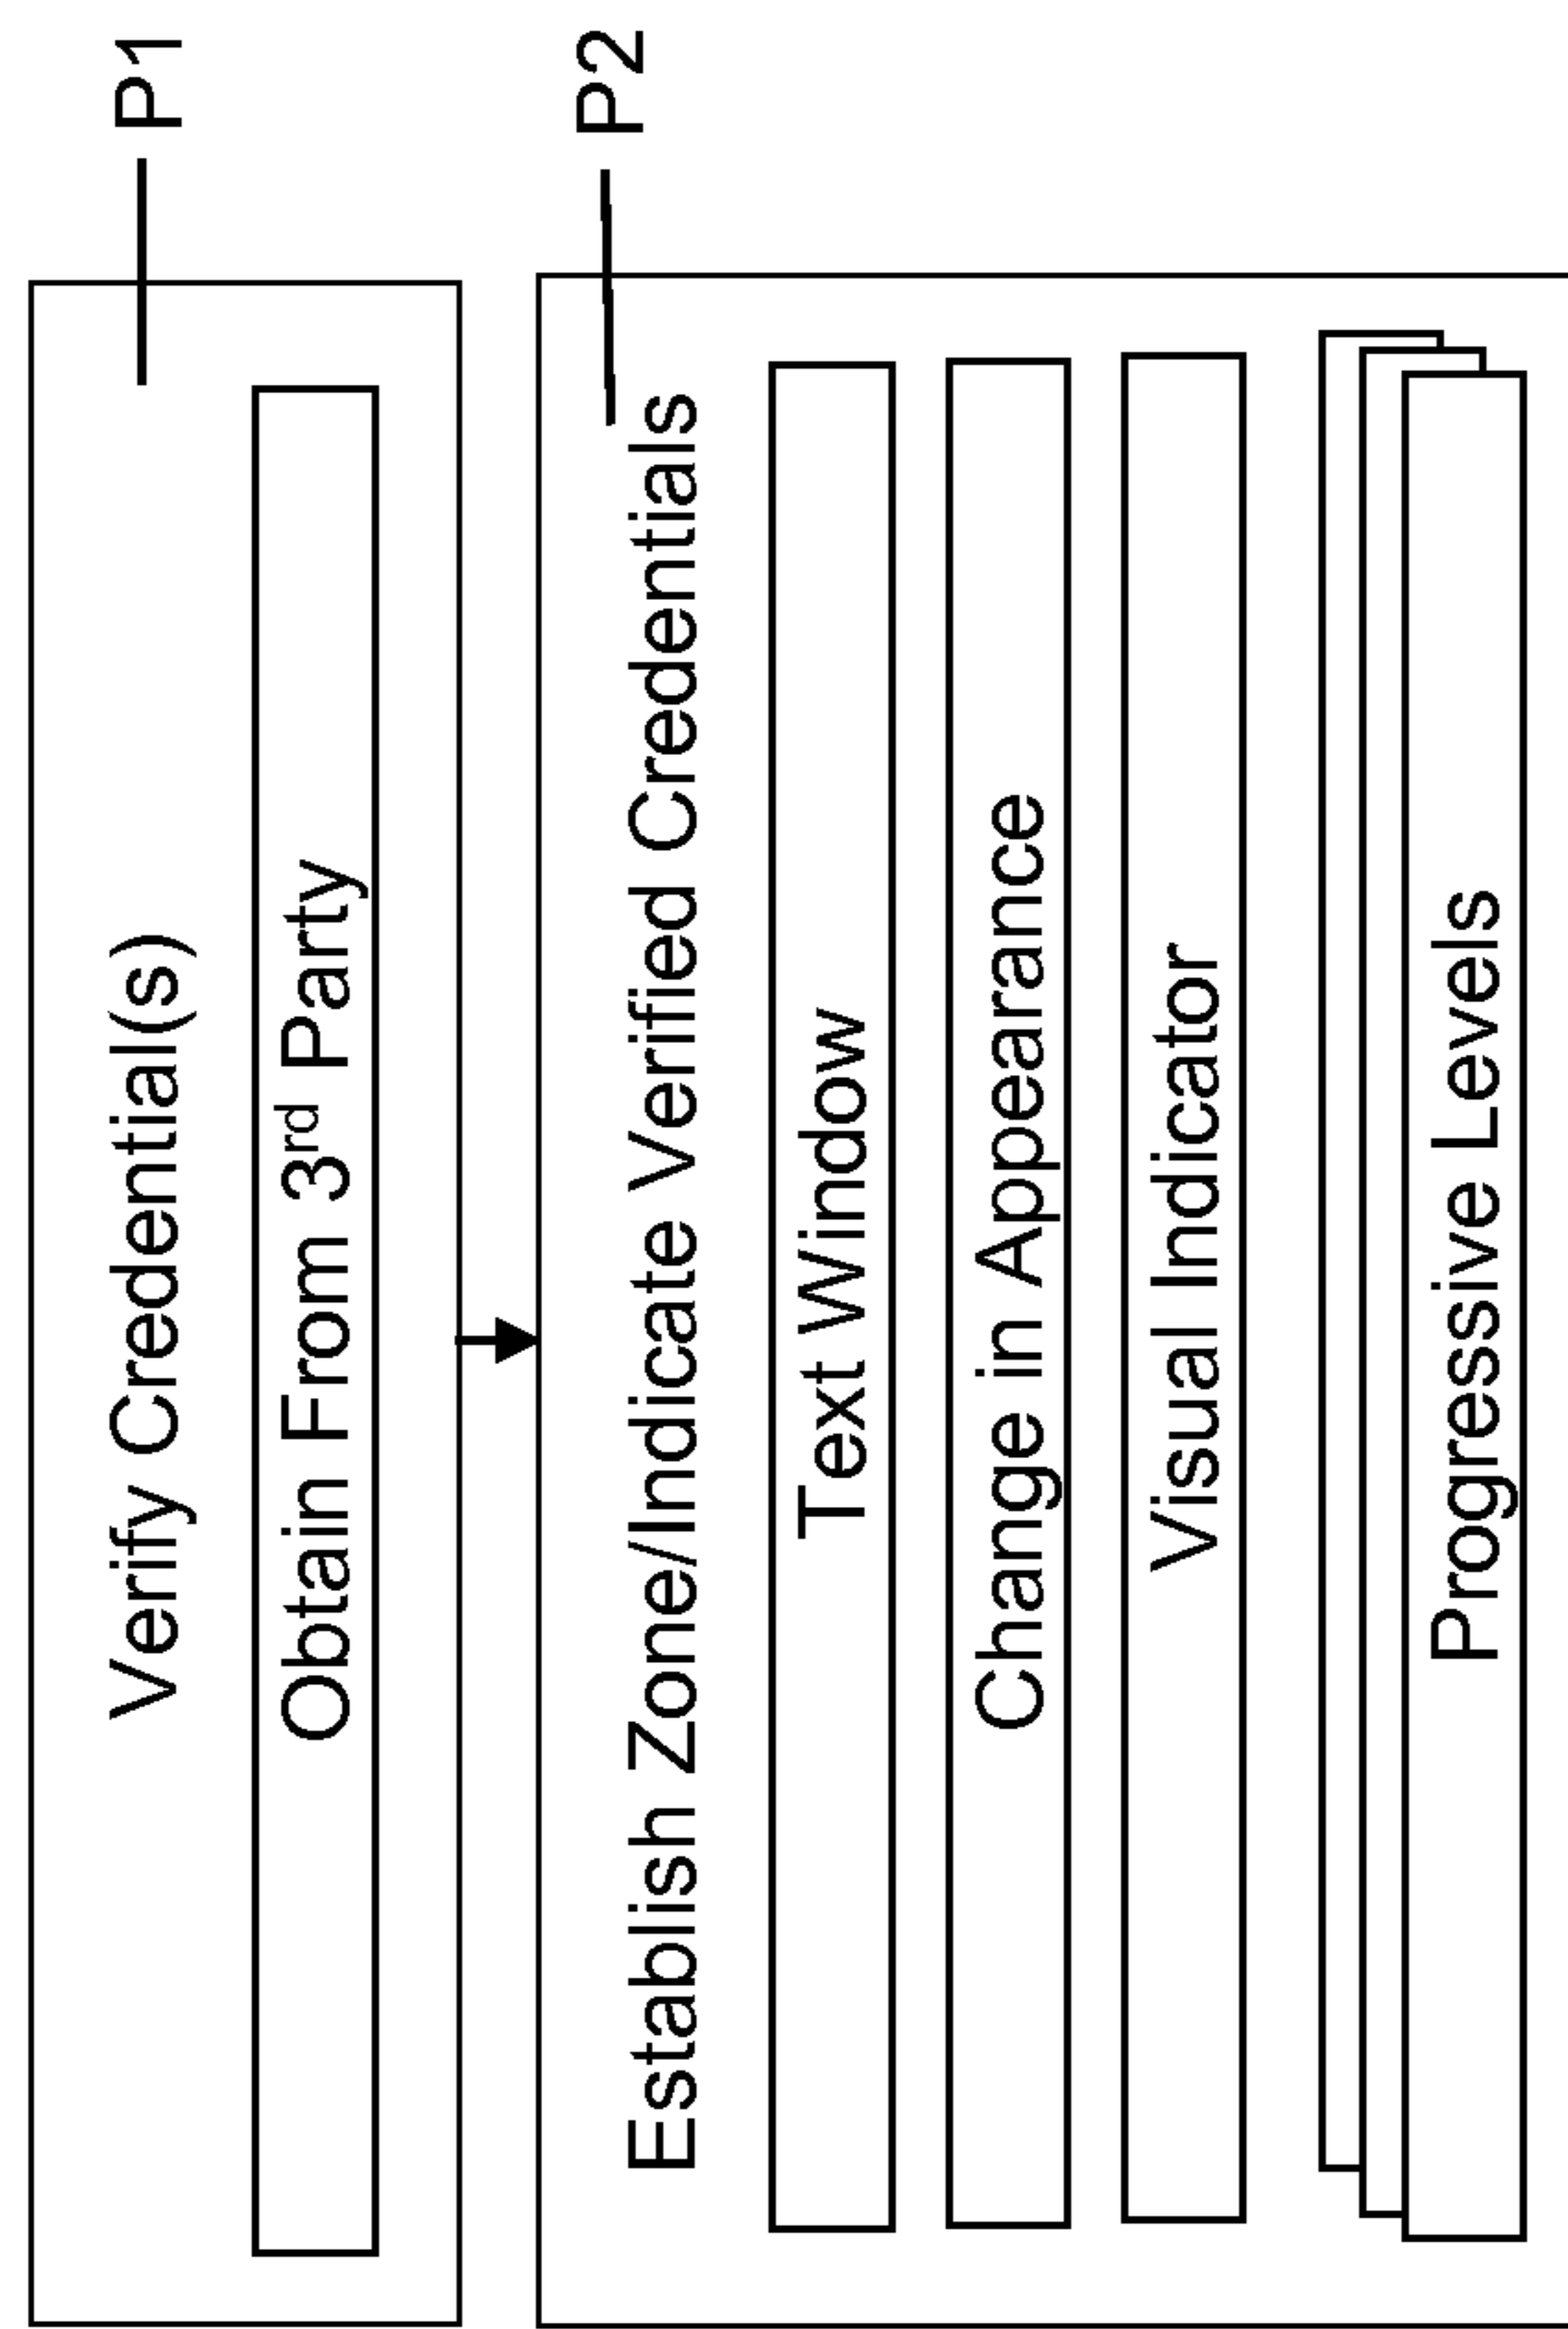 Verify Credential(s)
P1
Obtain From 3rd Party
P2
Establish Zone/Indicate Verified Credentials
Text Window
Change in Appearance
Visual Indicator
Progressive Levels